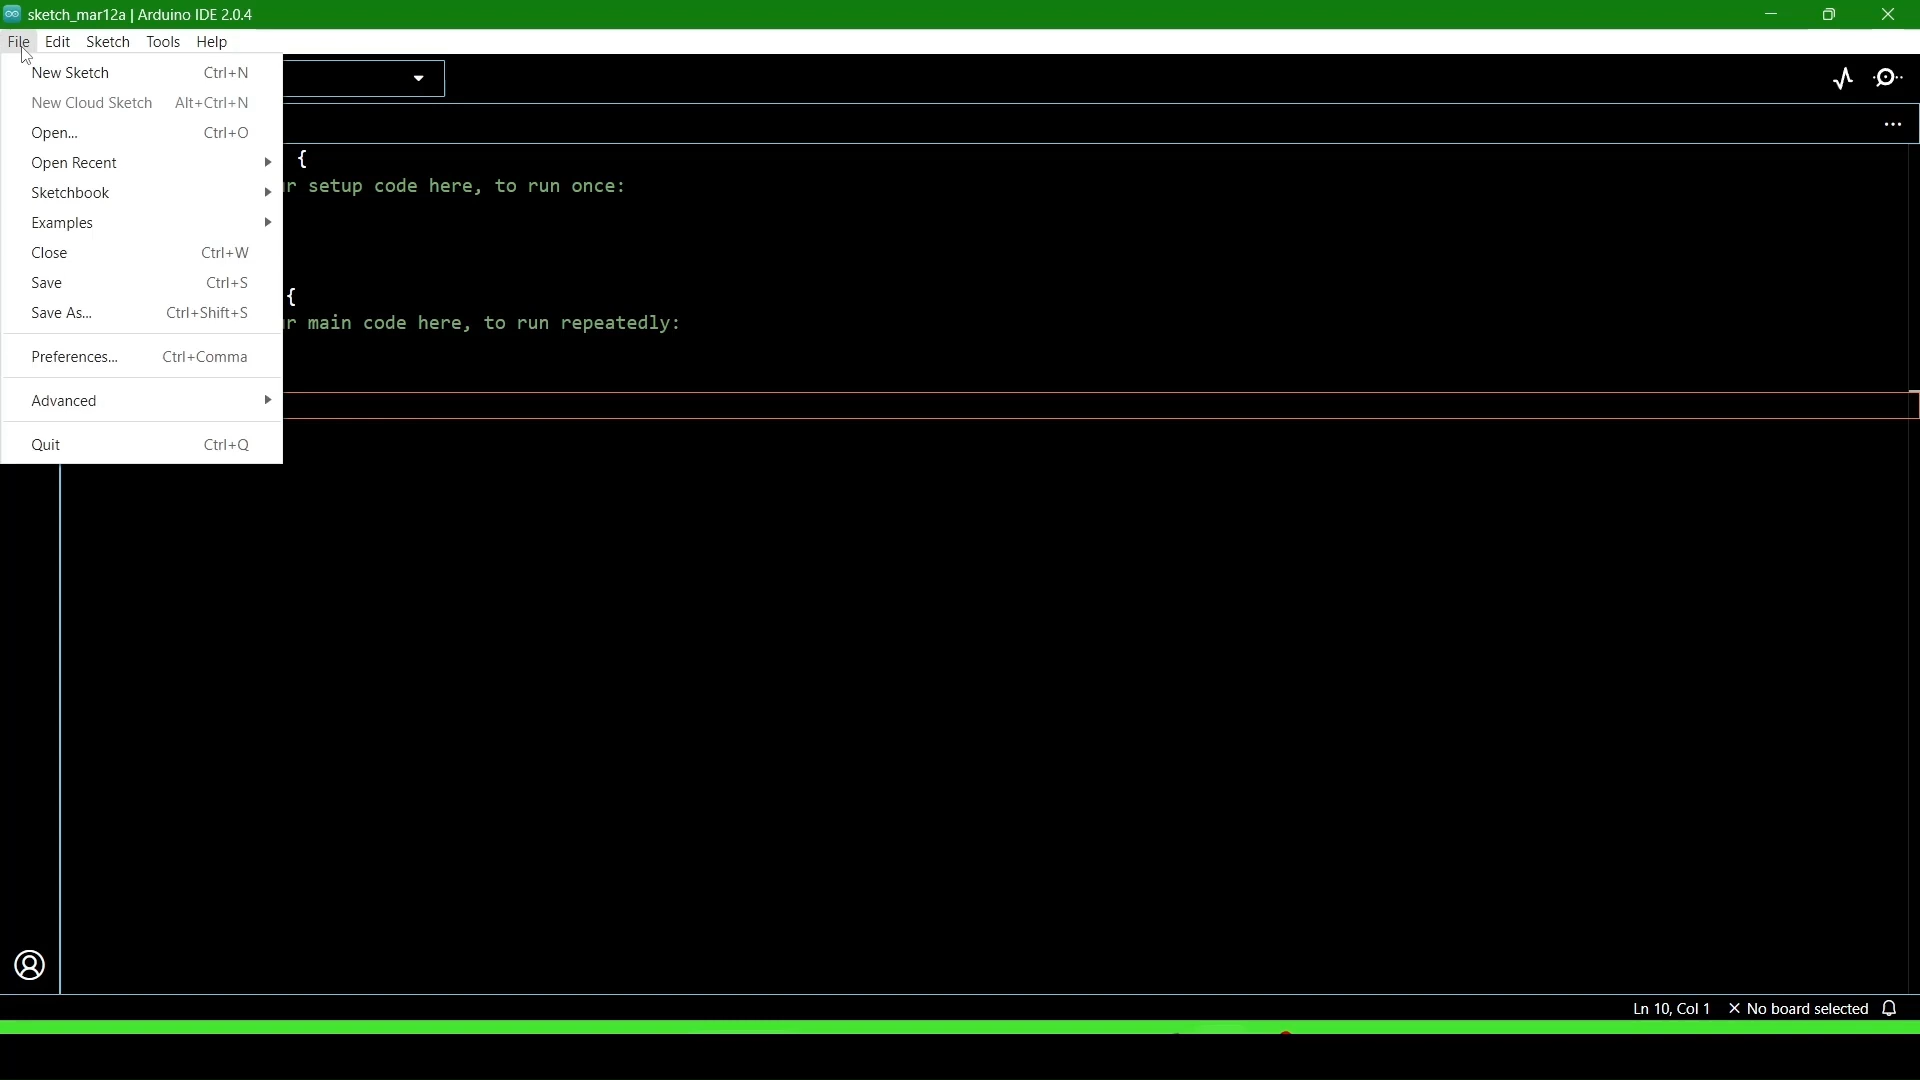 sketch_mar12a | Arduino IDE 2.0.4
File Edit Sketch Tools Help
New Sketch Ctrl+N
New Cloud Sketch Alt+Ctrl+N
Open... Ctrl+O
Open Recent
Sketchbook
Examples
Close Ctrl+W
Save Ctrl+S
Save As... Ctrl+Shift+S
Preferences... Ctrl+Comma
Advanced
Quit Ctrl+Q
{
r setup code here, to run once:
{
r main code here, to run repeatedly:
Ln 10, Col 1 × No board selected